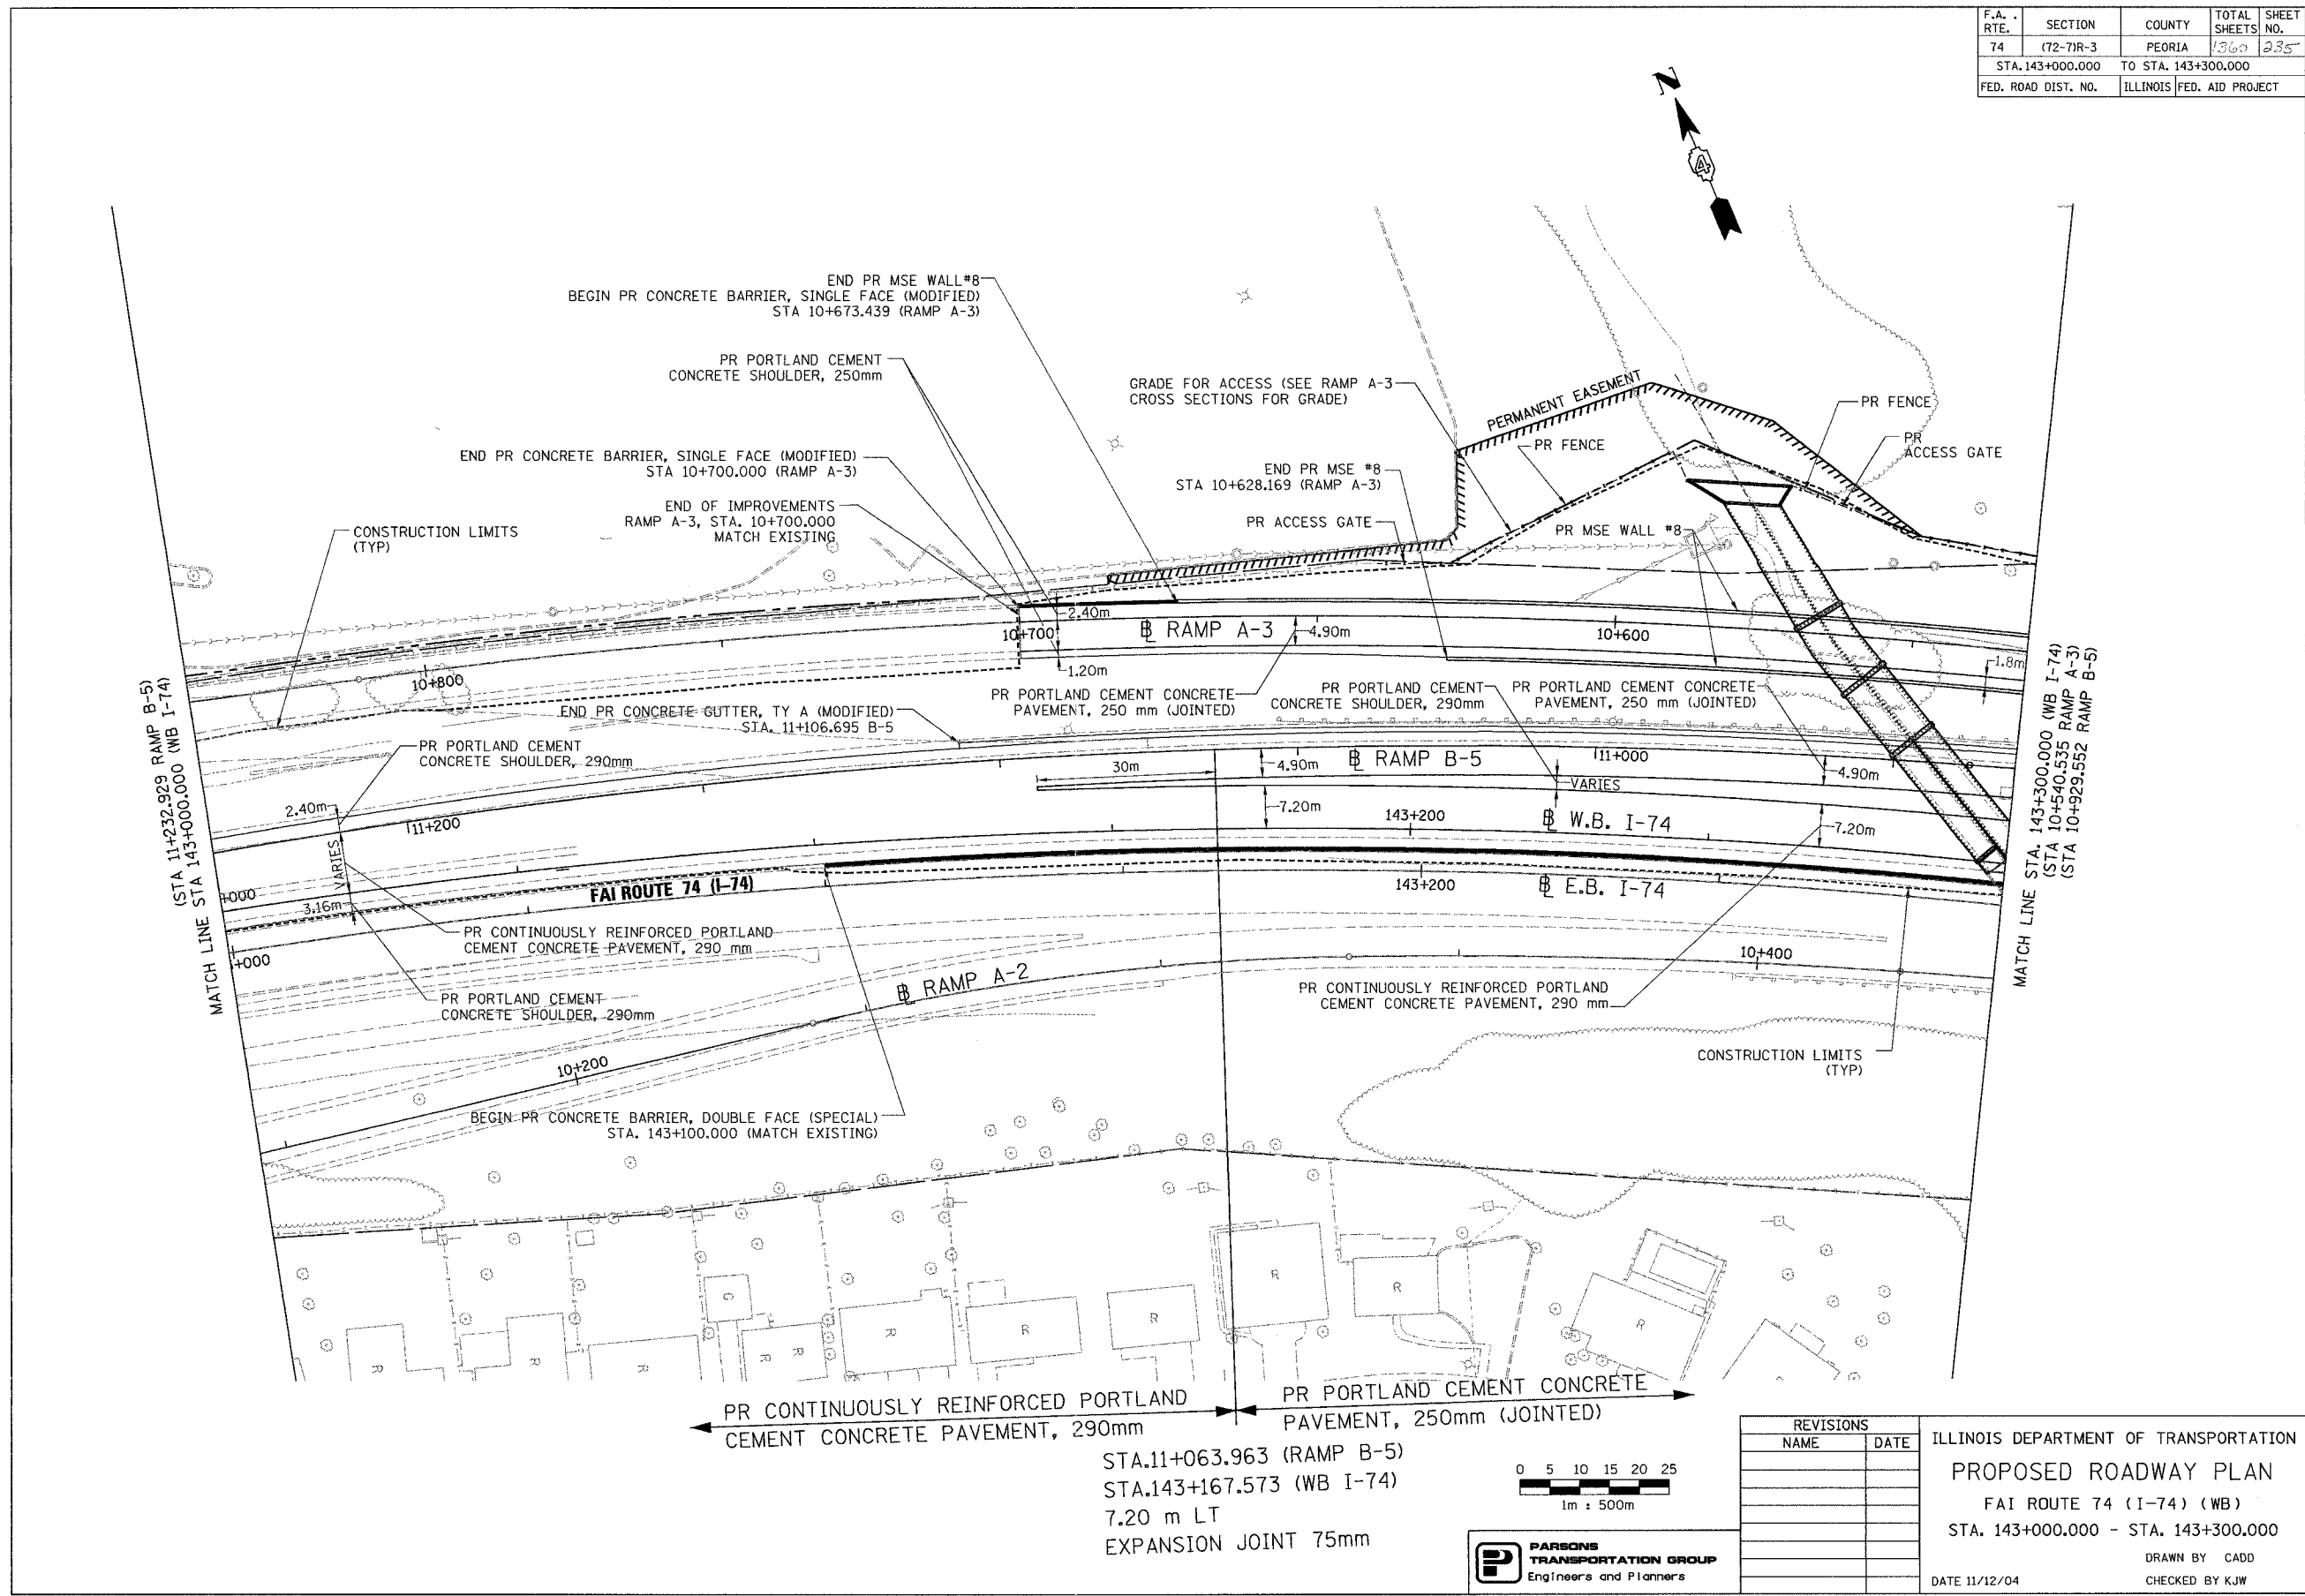 F.A. RTE. SECTION COUNTY TOTAL SHEETS SHEET NO.
74 (72-7)R-3 PEORIA 1360 235
STA. 143+000.000 TO STA. 143+300.000
FED. ROAD DIST. NO. ILLINOIS FED. AID PROJECT
N
4
END PR MSE WALL#8
BEGIN PR CONCRETE BARRIER, SINGLE FACE (MODIFIED)
STA 10+673.439 (RAMP A-3)
PR PORTLAND CEMENT
CONCRETE SHOULDER, 250mm
GRADE FOR ACCESS (SEE RAMP A-3
CROSS SECTIONS FOR GRADE)
PERMANENT EASEMENT
PR FENCE
PR FENCE
PR
ACCESS GATE
END PR CONCRETE BARRIER, SINGLE FACE (MODIFIED)
STA 10+700.000 (RAMP A-3)
END PR MSE #8
STA 10+628.169 (RAMP A-3)
END OF IMPROVEMENTS
RAMP A-3, STA. 10+700.000
MATCH EXISTING
PR ACCESS GATE
PR MSE WALL #8
CONSTRUCTION LIMITS
(TYP)
2.40m
10+700
℄ RAMP A-3
4.90m
10+600
1.20m
1.8m
10+800
PR PORTLAND CEMENT CONCRETE
PAVEMENT, 250 mm (JOINTED)
PR PORTLAND CEMENT
CONCRETE SHOULDER, 290mm
PR PORTLAND CEMENT CONCRETE
PAVEMENT, 250 mm (JOINTED)
END PR CONCRETE GUTTER, TY A (MODIFIED)
STA. 11+106.695 B-5
PR PORTLAND CEMENT
CONCRETE SHOULDER, 290mm
30m
4.90m
℄ RAMP B-5
11+000
4.90m
VARIES
2.40m
11+200
7.20m
143+200
℄ W.B. I-74
7.20m
VARIES
+000
3.16m
FAI ROUTE 74 (I-74)
143+200
℄ E.B. I-74
PR CONTINUOUSLY REINFORCED PORTLAND
CEMENT CONCRETE PAVEMENT, 290 mm
+000
10+400
℄ RAMP A-2
PR CONTINUOUSLY REINFORCED PORTLAND
CEMENT CONCRETE PAVEMENT, 290 mm
PR PORTLAND CEMENT
CONCRETE SHOULDER, 290mm
10+200
CONSTRUCTION LIMITS
(TYP)
BEGIN PR CONCRETE BARRIER, DOUBLE FACE (SPECIAL)
STA. 143+100.000 (MATCH EXISTING)
(STA 11+232.929 RAMP B-5)
MATCH LINE STA 143+000.000 (WB I-74)
MATCH LINE STA. 143+300.000 (WB I-74)
(STA 10+540.535 RAMP A-3)
(STA 10+929.552 RAMP B-5)
R
R
R
G
R
R
R
R
R
R
R
R
PR CONTINUOUSLY REINFORCED PORTLAND
CEMENT CONCRETE PAVEMENT, 290mm
PR PORTLAND CEMENT CONCRETE
PAVEMENT, 250mm (JOINTED)
STA.11+063.963 (RAMP B-5)
STA.143+167.573 (WB I-74)
7.20 m LT
EXPANSION JOINT 75mm
0 5 10 15 20 25
1m : 500m
PARSONS
TRANSPORTATION GROUP
Engineers and Planners
REVISIONS
NAME DATE
ILLINOIS DEPARTMENT OF TRANSPORTATION
PROPOSED ROADWAY PLAN
FAI ROUTE 74 (I-74) (WB)
STA. 143+000.000 - STA. 143+300.000
DRAWN BY CADD
DATE 11/12/04 CHECKED BY KJW